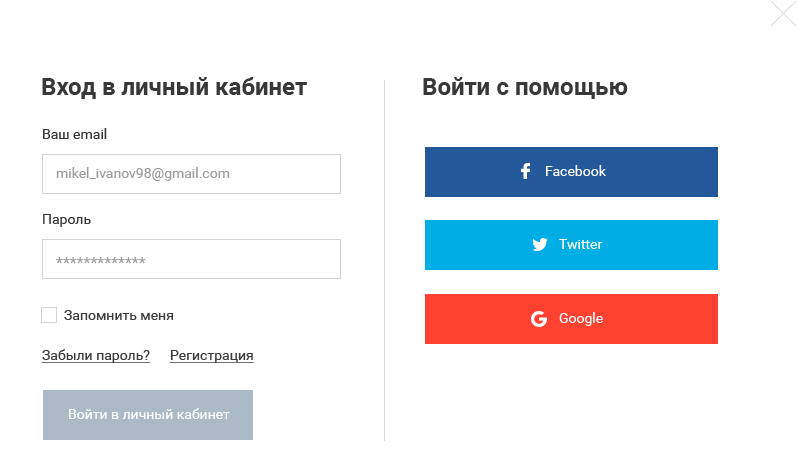 Вход в личный кабинет
Ваш email
mikel_ivanov98@gmail.com
Пароль
*************
Запомнить меня
Забыли пароль? Регистрация
Войти в личный кабинет
Войти с помощью
Facebook
Twitter
Google